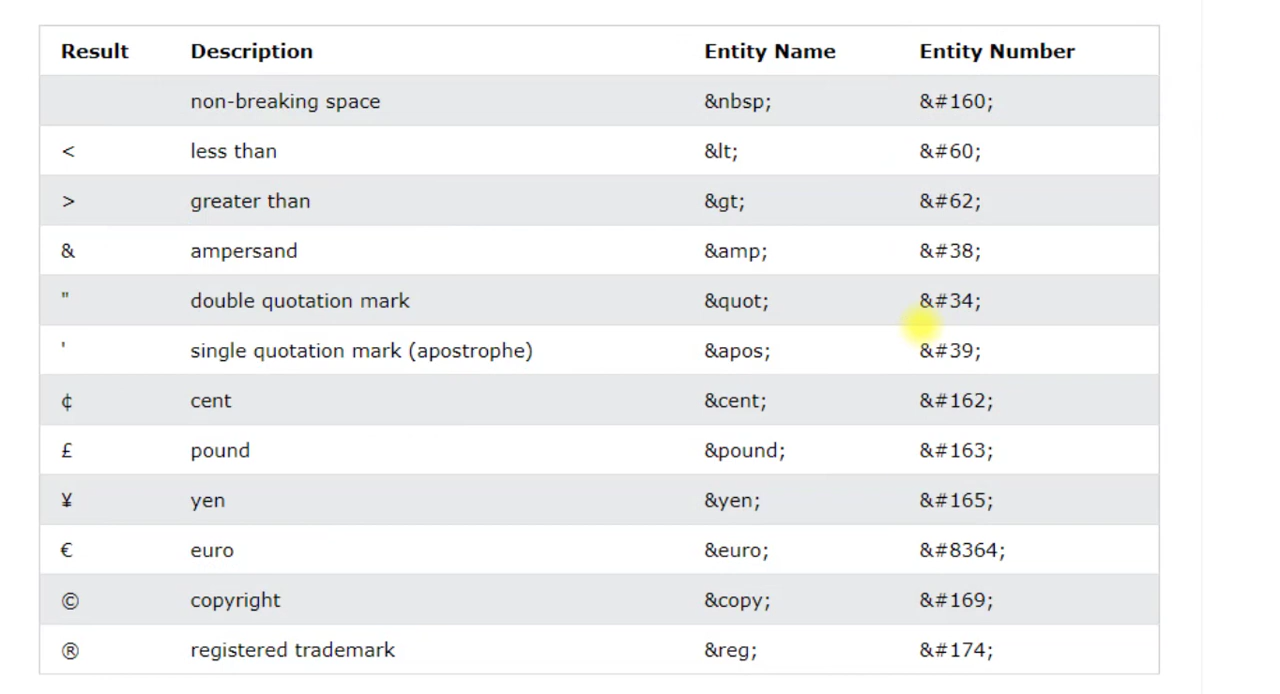 Result Description Entity Name Entity Number
non-breaking space &nbsp; &#160;
< less than &lt; &#60;
> greater than &gt; &#62;
& ampersand &amp; &#38;
" double quotation mark &quot; &#34;
' single quotation mark (apostrophe) &apos; &#39;
¢ cent &cent; &#162;
£ pound &pound; &#163;
¥ yen &yen; &#165;
€ euro &euro; &#8364;
© copyright &copy; &#169;
® registered trademark &reg; &#174;